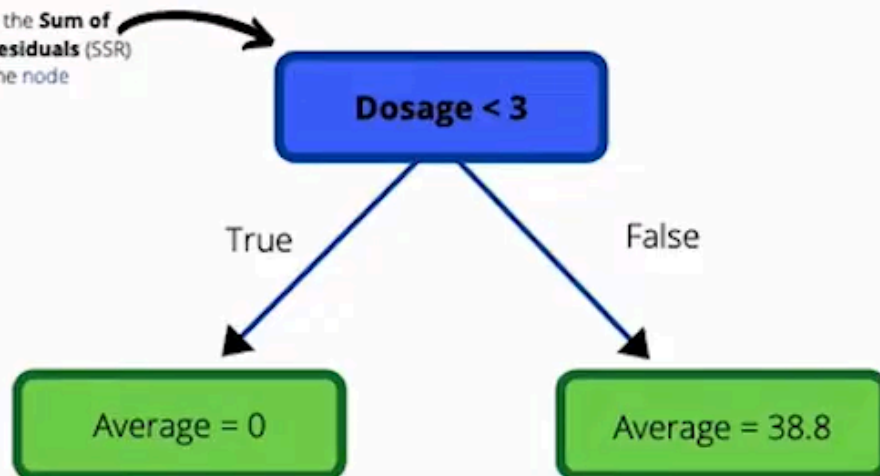 the Sum of
esiduals (SSR)
he node
Dosage < 3
True
False
Average = 0
Average = 38.8